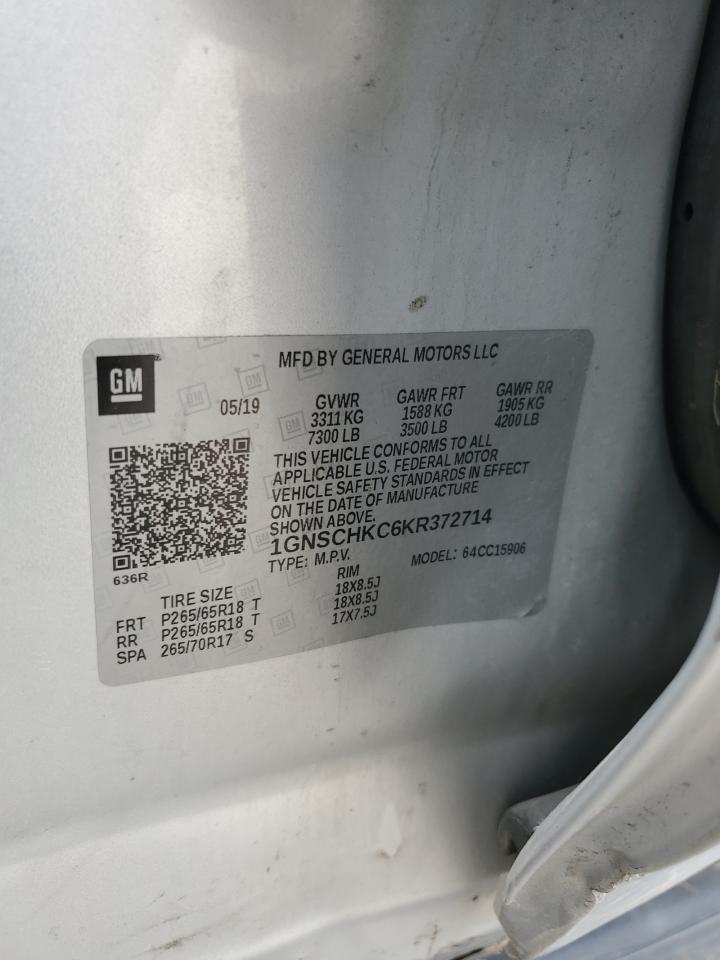 MFD BY GENERAL MOTORS LLC
GM
05/19
GVWR GAWR FRT GAWR RR
3311 KG 1588 KG 1905 KG
7300 LB 3500 LB 4200 LB
THIS VEHICLE CONFORMS TO ALL
APPLICABLE U.S. FEDERAL MOTOR
VEHICLE SAFETY STANDARDS IN EFFECT
ON THE DATE OF MANUFACTURE
SHOWN ABOVE.
1GNSCHKC6KR372714
TYPE: M.P.V. MODEL: 64CC15906
636R
TIRE SIZE RIM
FRT P265/65R18 T 18X8.5J
RR P265/65R18 T 18X8.5J
SPA 265/70R17 S 17X7.5J